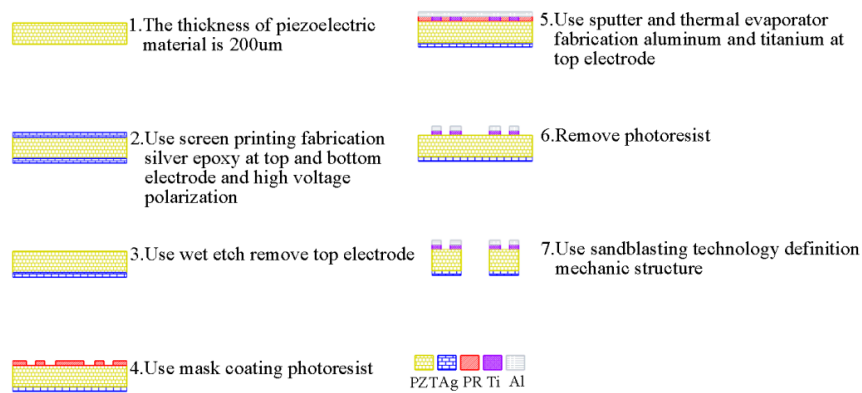 1.The thickness of piezoelectric
material is 200um
2.Use screen printing fabrication
silver epoxy at top and bottom
electrode and high voltage
polarization
3.Use wet etch remove top electrode
4.Use mask coating photoresist
5.Use sputter and thermal evaporator
fabrication aluminum and titanium at
top electrode
6.Remove photoresist
7.Use sandblasting technology definition
mechanic structure
PZT Ag PR Ti Al